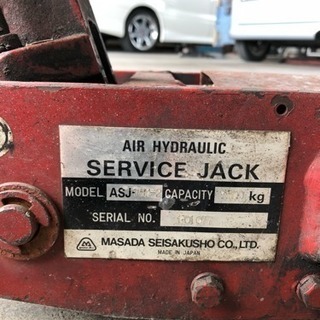 AIR HYDRAULIC
SERVICE JACK
MODEL ASJ- CAPACITY kg
SERIAL NO.
MASADA SEISAKUSHO CO., LTD.
MADE IN JAPAN